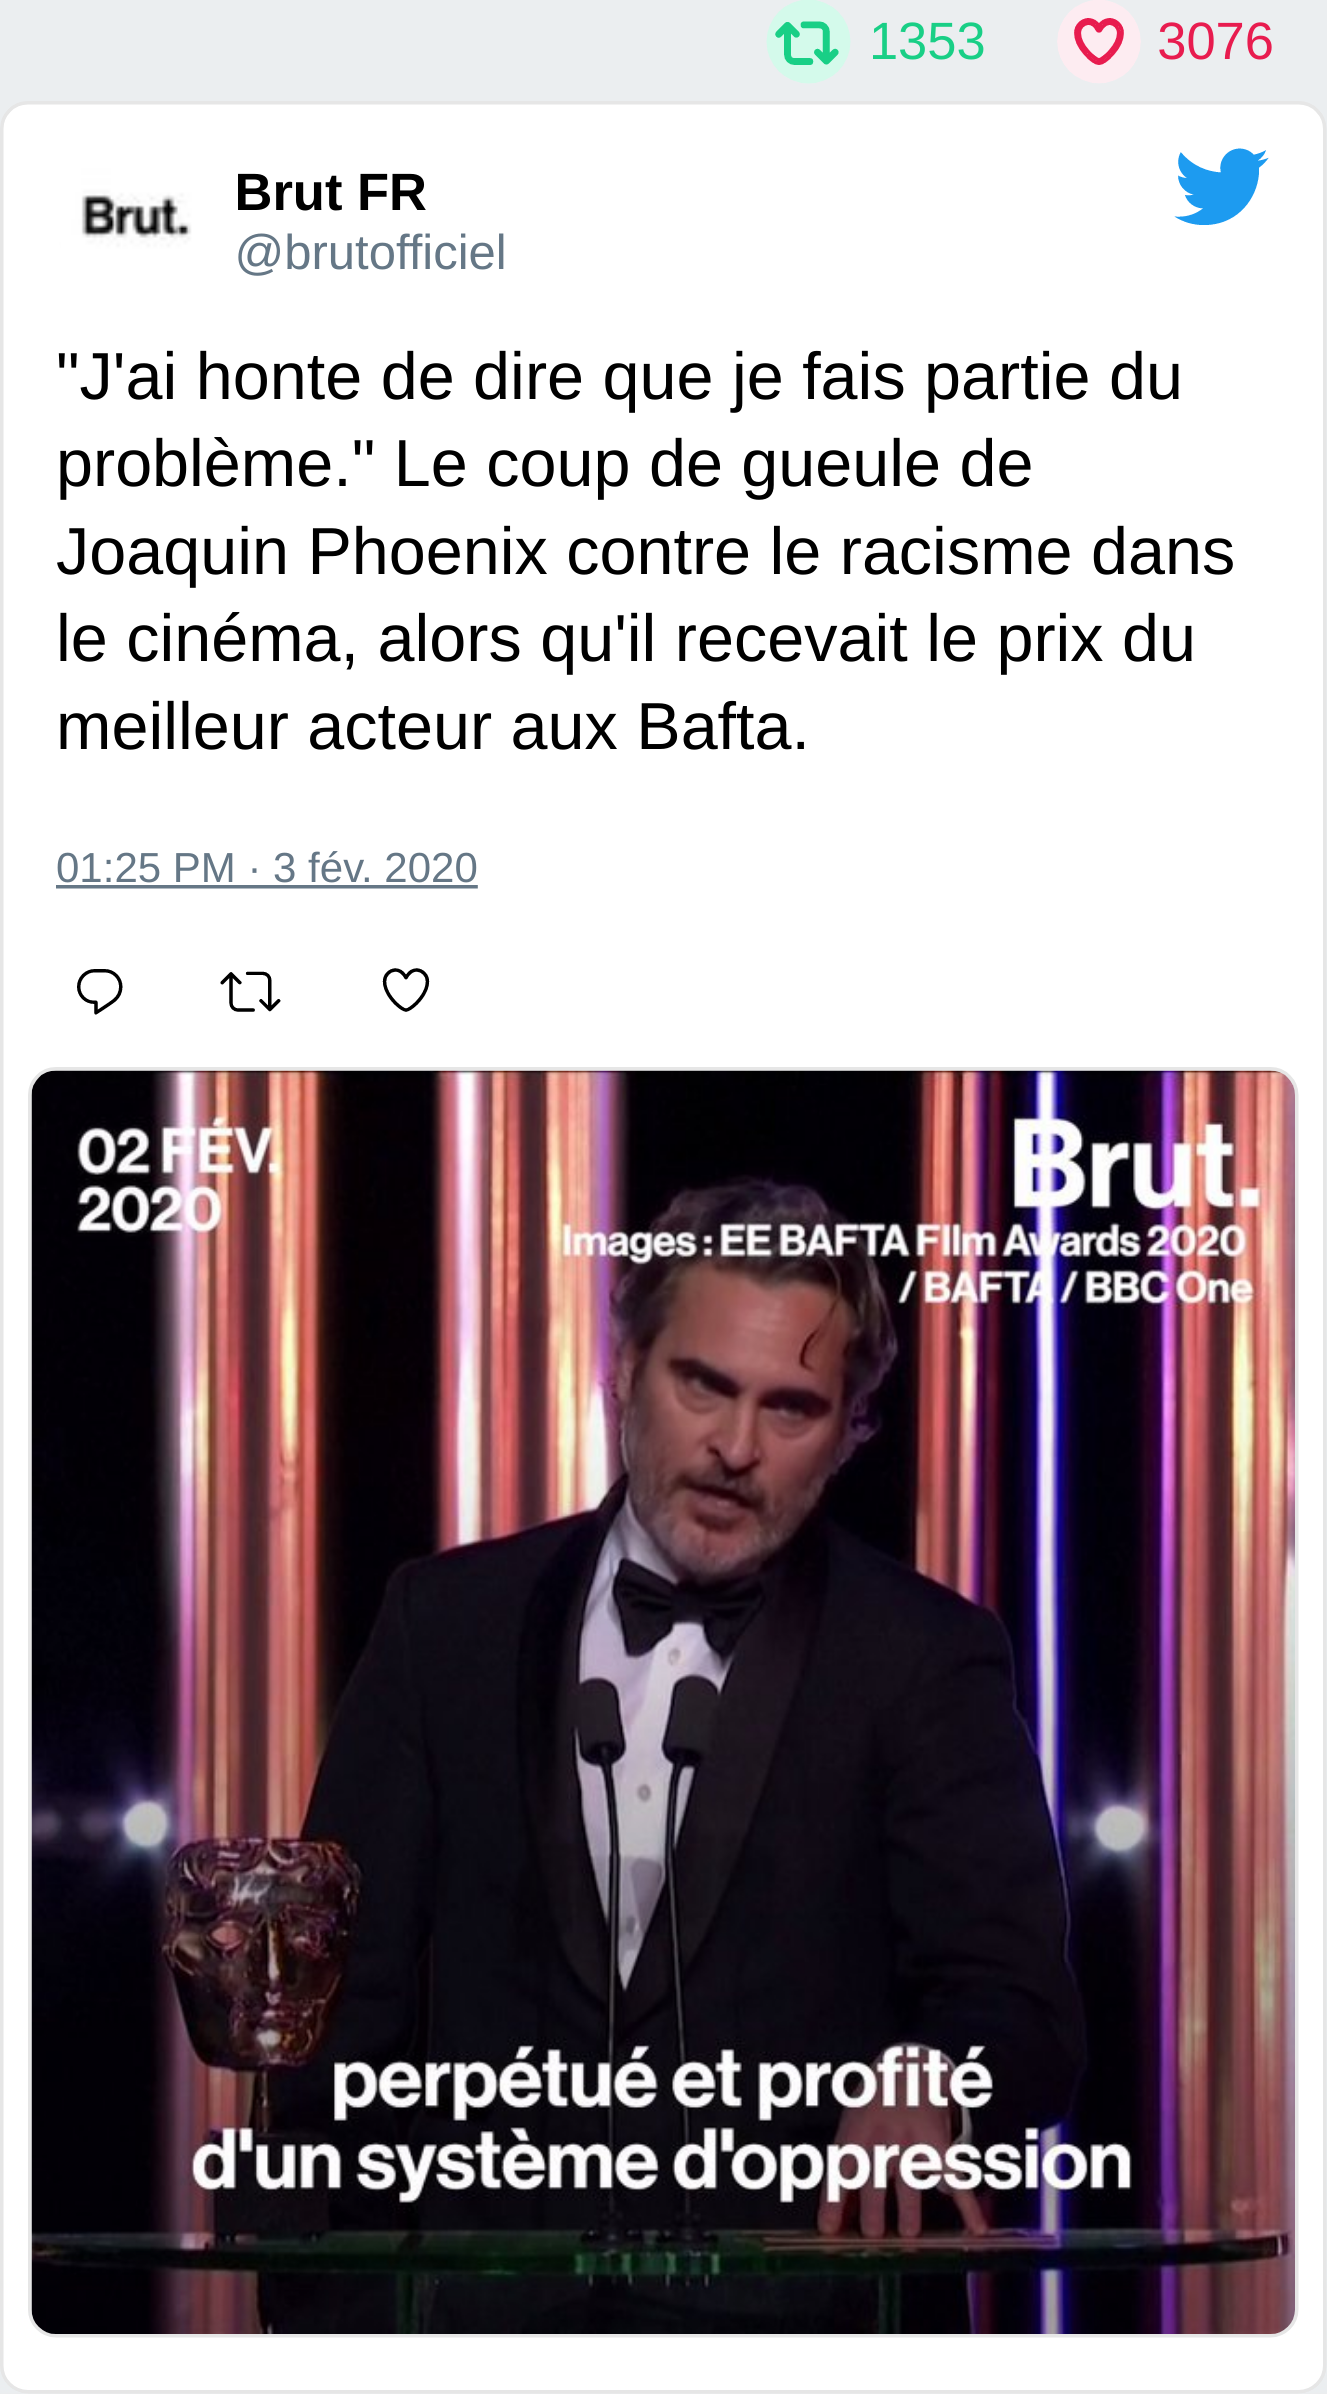 1353 3076
Brut.
Brut FR
@brutofficiel
"J'ai honte de dire que je fais partie du
problème." Le coup de gueule de
Joaquin Phoenix contre le racisme dans
le cinéma, alors qu'il recevait le prix du
meilleur acteur aux Bafta.
01:25 PM · 3 fév. 2020
02 FÉV.
2020
Brut.
Images : EE BAFTA FIlm Awards 2020
/ BAFTA / BBC One
perpétué et profité
d'un système d'oppression